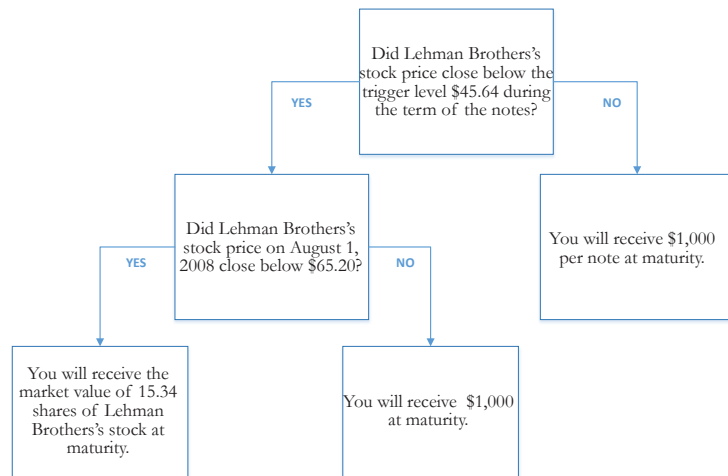 Did Lehman Brothers's
stock price close below the
trigger level $45.64 during
the term of the notes?
YES
NO
Did Lehman Brothers's
stock price on August 1,
2008 close below $65.20?
You will receive $1,000
per note at maturity.
YES
NO
You will receive the
market value of 15.34
shares of Lehman
Brothers's stock at
maturity.
You will receive $1,000
at maturity.